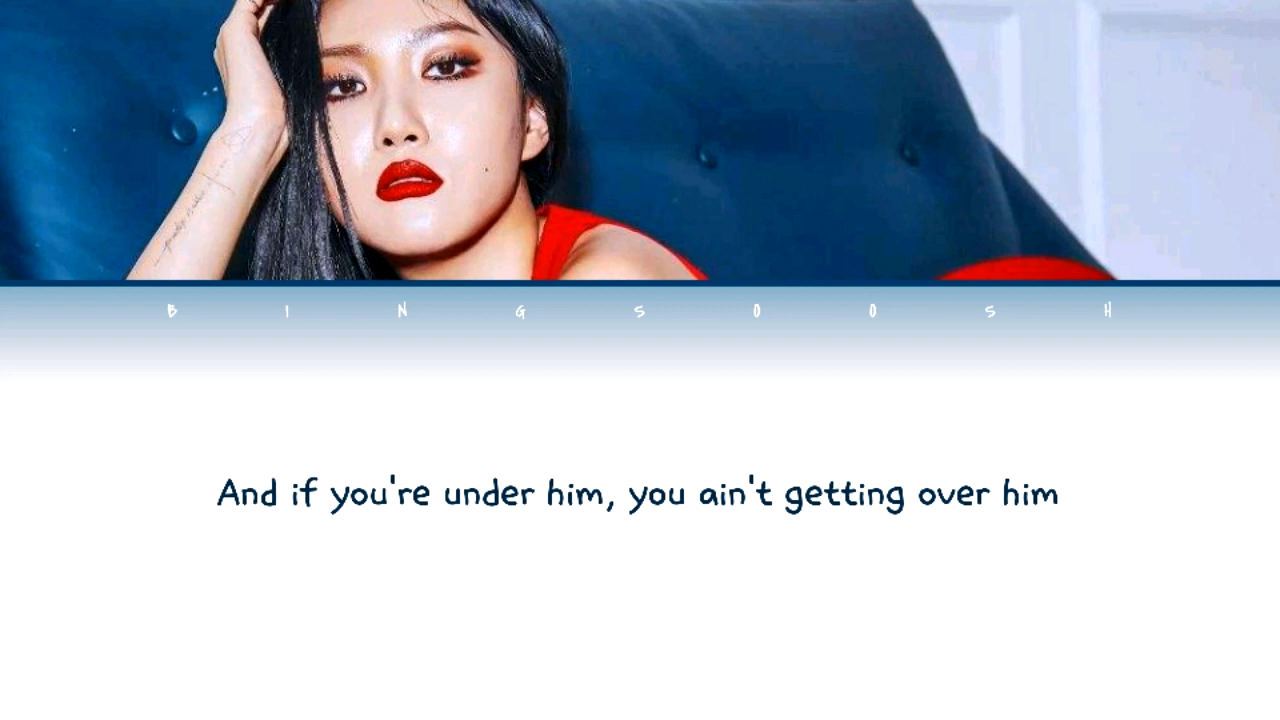 B I N G S O O S H
And if you're under him, you ain't getting over him